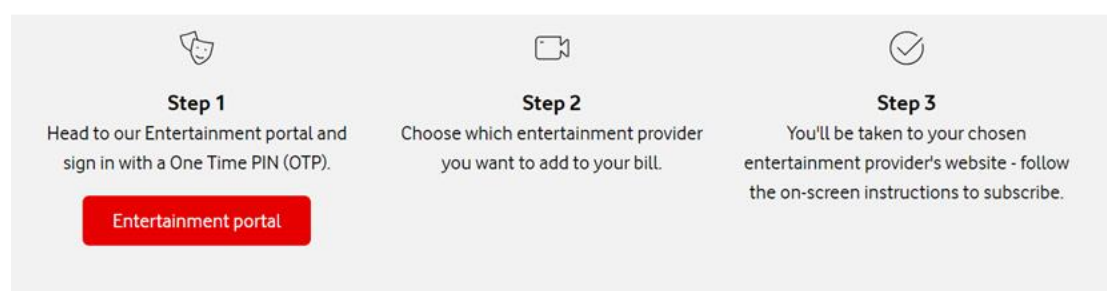 Step 1
Head to our Entertainment portal and
sign in with a One Time PIN (OTP).
Entertainment portal
Step 2
Choose which entertainment provider
you want to add to your bill.
Step 3
You'll be taken to your chosen
entertainment provider's website - follow
the on-screen instructions to subscribe.